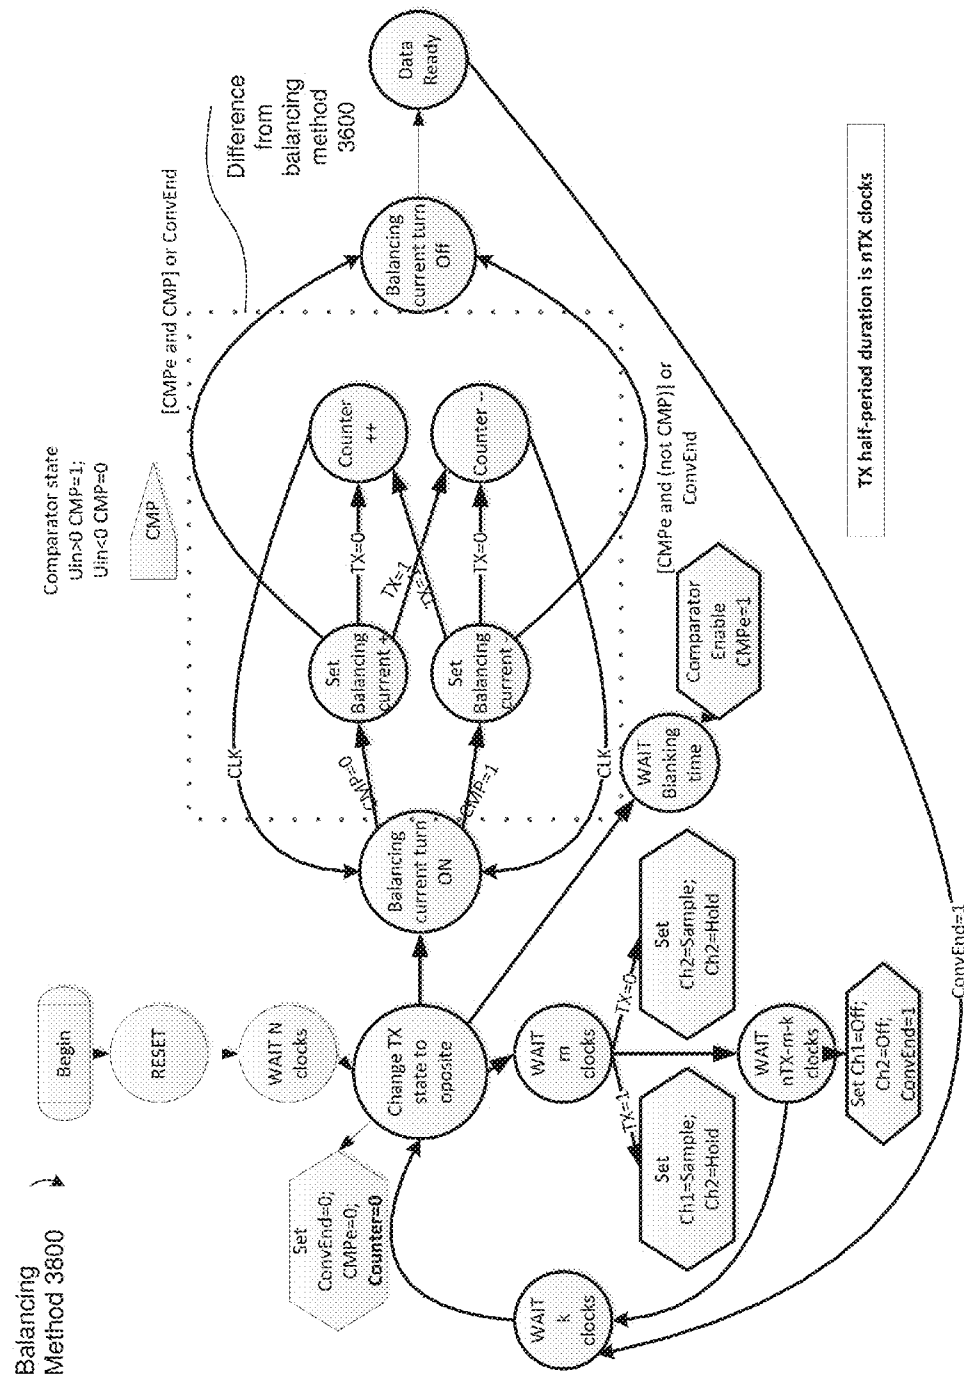 Balancing
Method 3800
Begin
RESET
WAIT N
clocks
Set
ConvEnd=0;
CMPe=0;
Counter=0
Change TX
state to
opposite
WAIT
k
clocks
WAIT
m
clocks
TX=1
TX=0
Set
Ch1=Sample;
Ch2=Hold
Set
Ch2=Sample;
Ch2=Hold
WAIT
nTX-m-k
clocks
Set Ch1=Off;
Ch2=Off;
ConvEnd=1
ConvEnd=1
WAIT
Blanking
time
Comparator
Enable
CMPe=1
Balancing
current turn
ON
CMP=0
CMP=1
CLK
CLK
Set
Balancing
current +
Set
Balancing
current -
TX=0
TX=1
TX=1
TX=0
Counter
++
Counter --
Comparator state
Uin>0 CMP=1;
Uin<0 CMP=0
CMP
[CMPe and CMP] or ConvEnd
[CMPe and (not CMP)] or
ConvEnd
Difference
from
balancing
method
3600
Balancing
current turn
Off
Data
Ready
TX half-period duration is nTX clocks